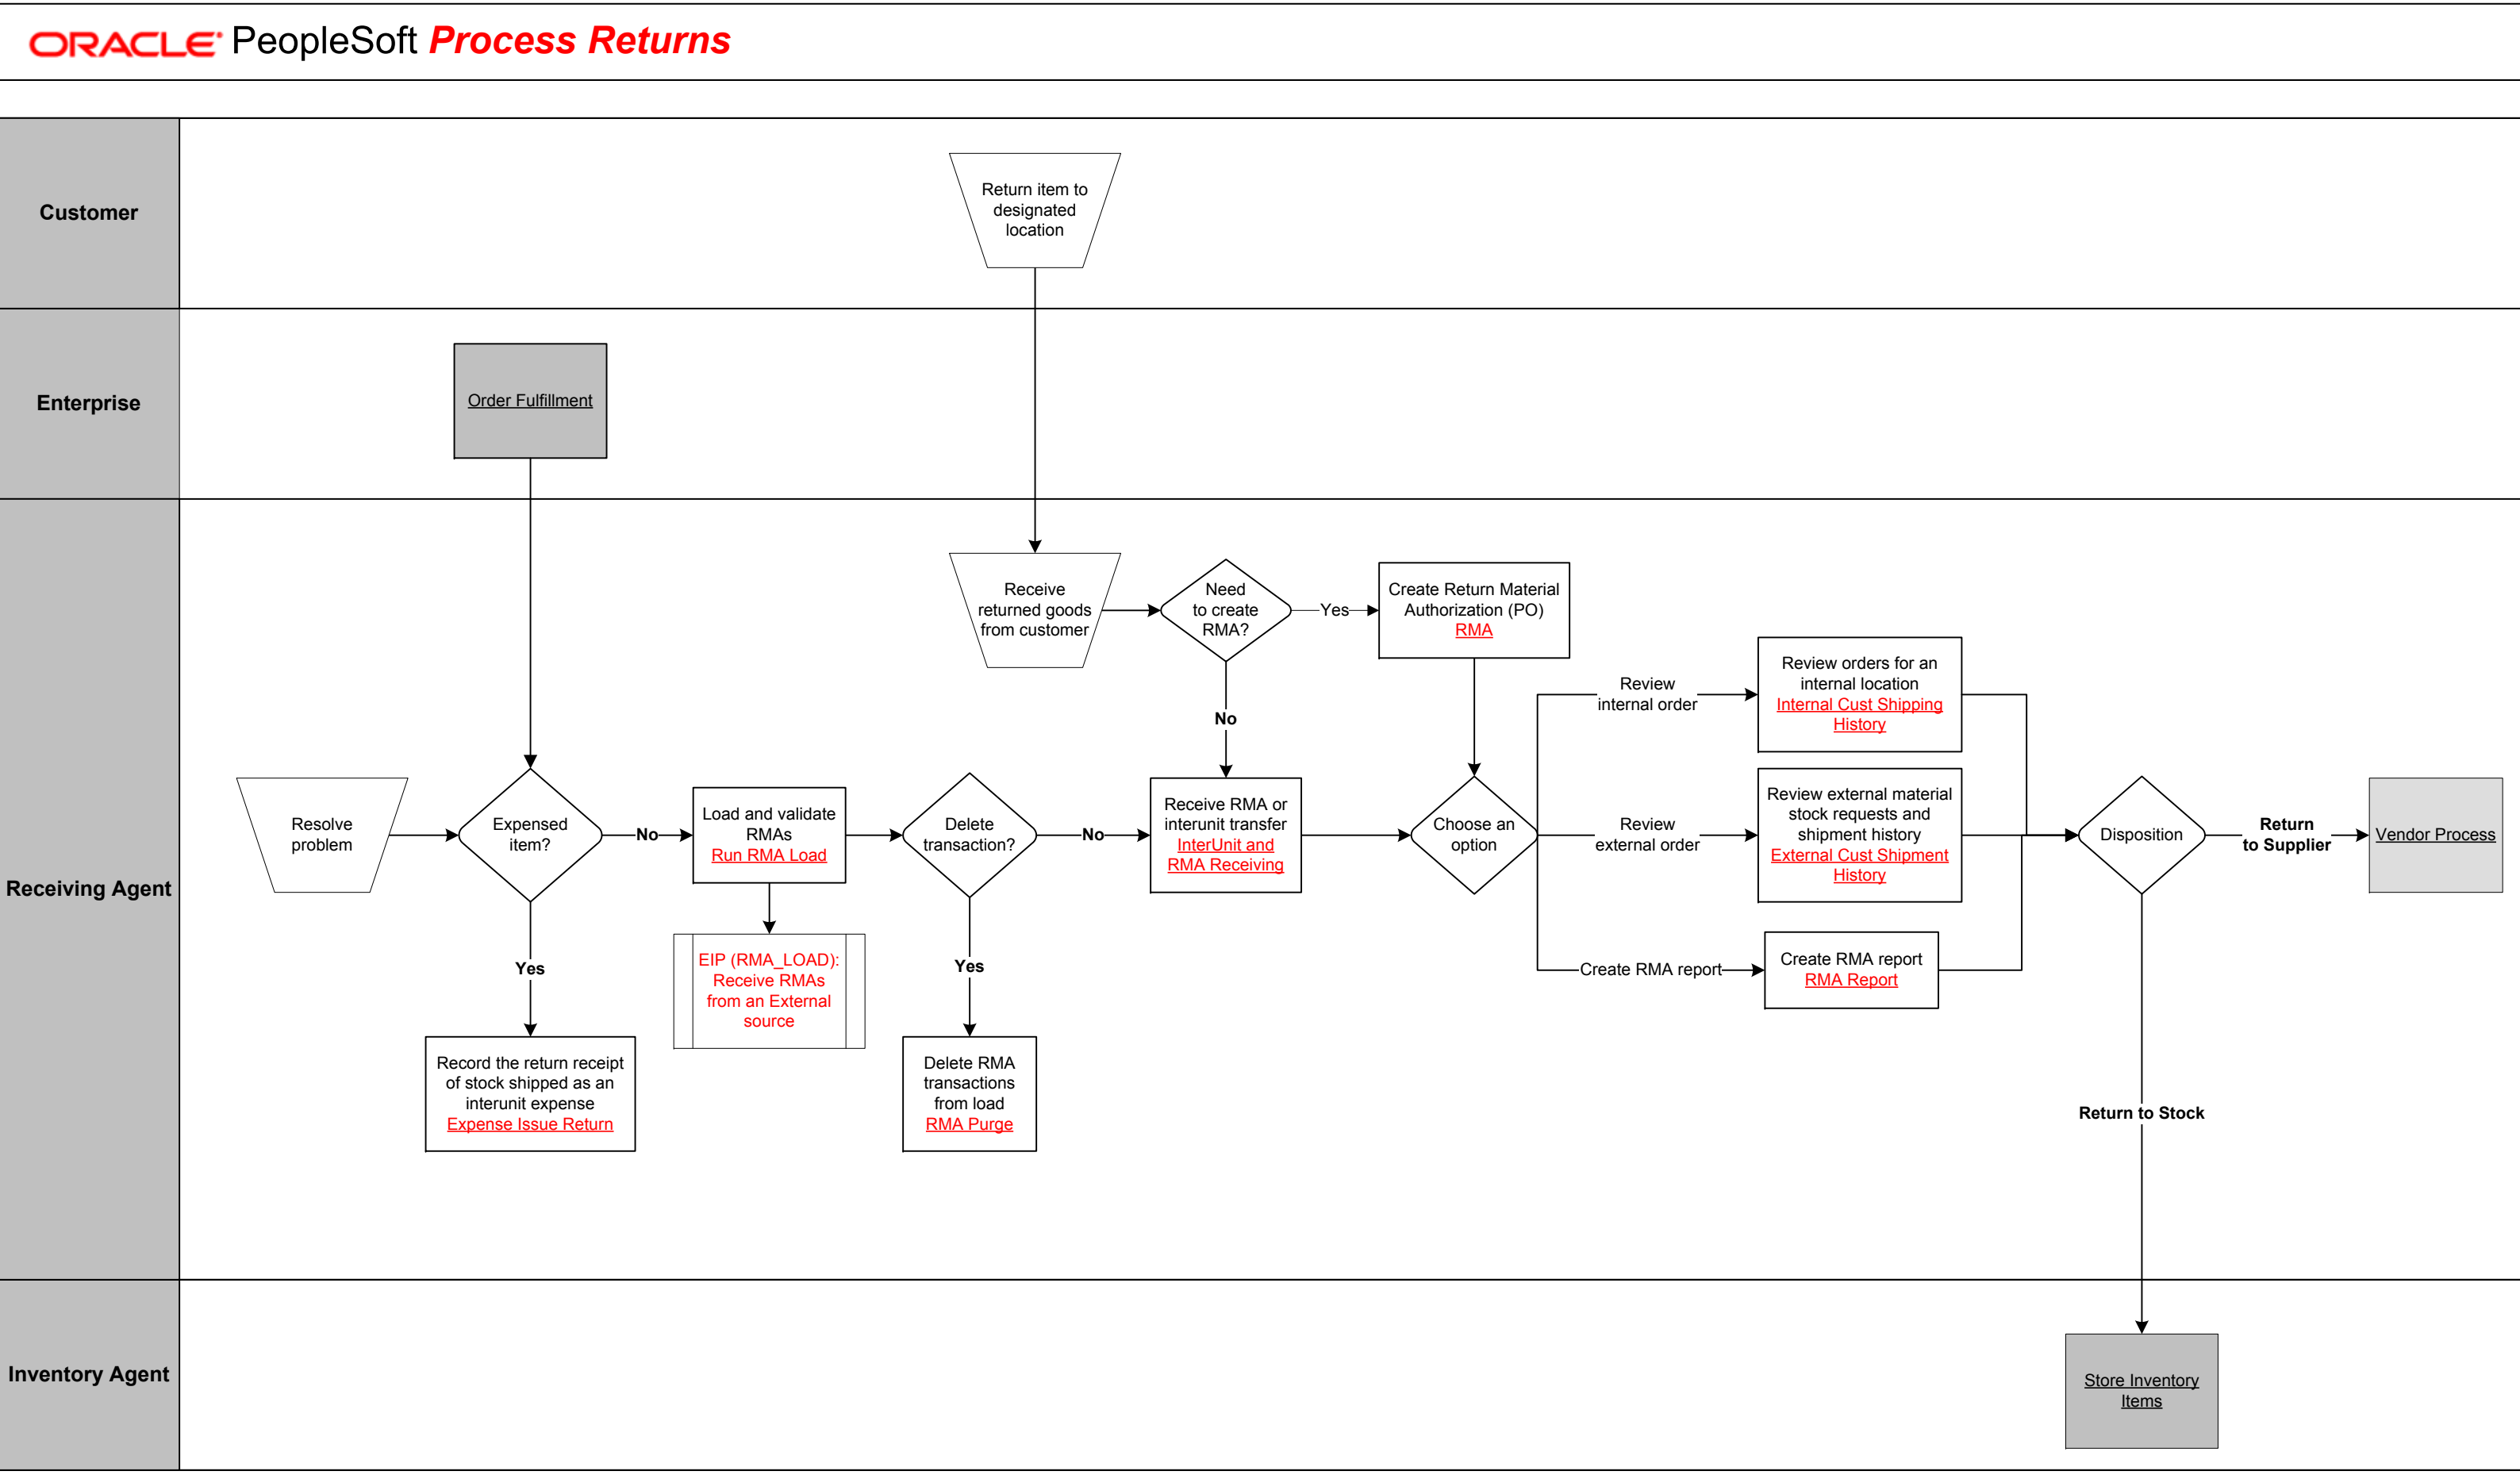 ORACLE PeopleSoft Process Returns
Customer
Return item to
designated
location
Enterprise
Order Fulfillment
Receiving Agent
Receive
returned goods
from customer
Need
to create
RMA?
Yes
Create Return Material
Authorization (PO)
RMA
No
Review
internal order
Review orders for an
internal location
Internal Cust Shipping
History
Resolve
problem
Expensed
item?
No
Load and validate
RMAs
Run RMA Load
Delete
transaction?
No
Receive RMA or
interunit transfer
InterUnit and
RMA Receiving
Choose an
option
Review
external order
Review external material
stock requests and
shipment history
External Cust Shipment
History
Disposition
Return
to Supplier
Vendor Process
Yes
EIP (RMA_LOAD):
Receive RMAs
from an External
source
Yes
Create RMA report
Create RMA report
RMA Report
Record the return receipt
of stock shipped as an
interunit expense
Expense Issue Return
Delete RMA
transactions
from load
RMA Purge
Return to Stock
Inventory Agent
Store Inventory
Items